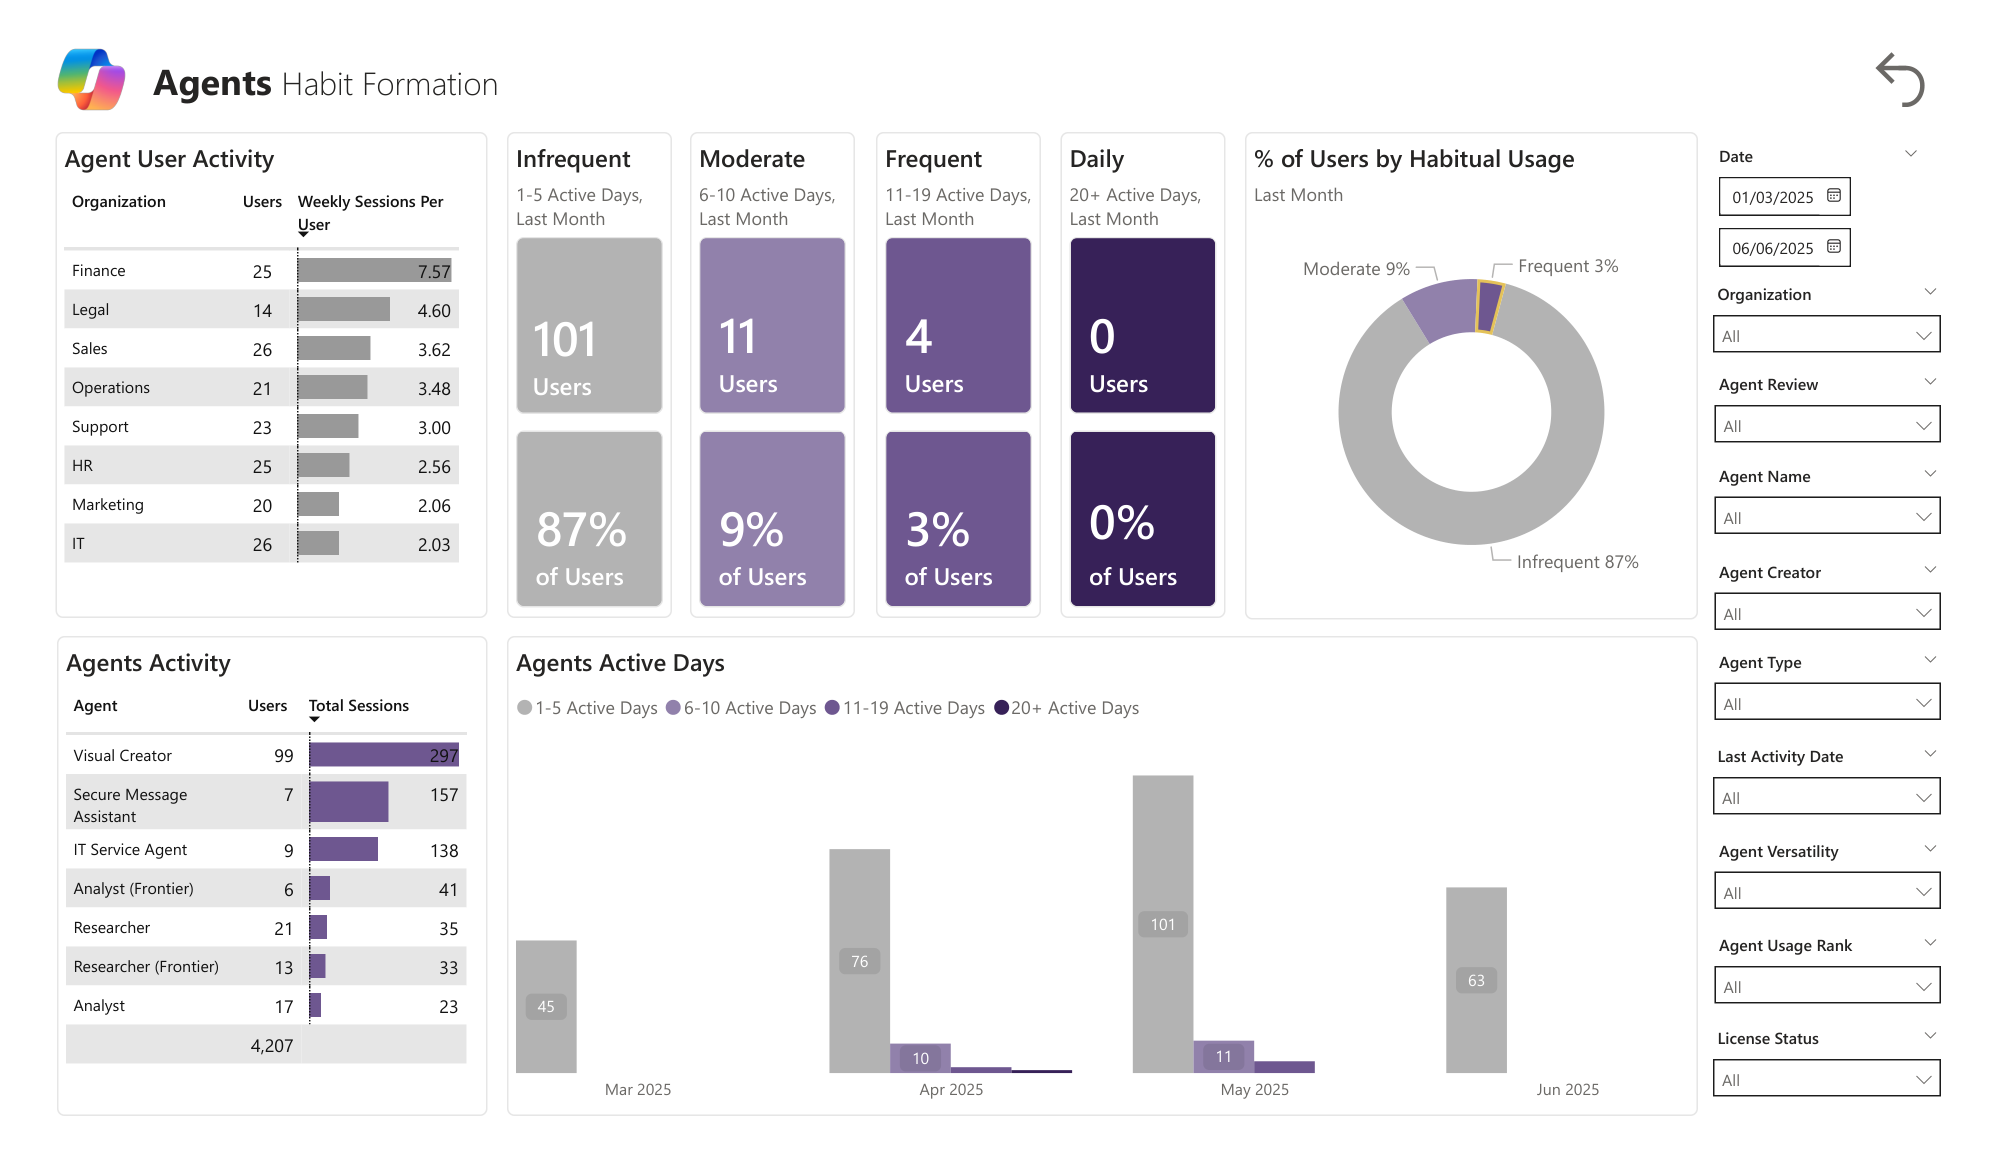 Agents Habit Formation
Agent User Activity
Organization Users Weekly Sessions Per
User
Finance 25 7.57
Legal 14 4.60
Sales 26 3.62
Operations 21 3.48
Support 23 3.00
HR 25 2.56
Marketing 20 2.06
IT 26 2.03
Infrequent
1-5 Active Days,
Last Month
101
Users
87%
of Users
Moderate
6-10 Active Days,
Last Month
11
Users
9%
of Users
Frequent
11-19 Active Days,
Last Month
4
Users
3%
of Users
Daily
20+ Active Days,
Last Month
0
Users
0%
of Users
% of Users by Habitual Usage
Last Month
Moderate 9%
Frequent 3%
Infrequent 87%
Agents Activity
Agent Users Total Sessions
Visual Creator 99 297
Secure Message 7 157
Assistant
IT Service Agent 9 138
Analyst (Frontier) 6 41
Researcher 21 35
Researcher (Frontier) 13 33
Analyst 17 23
4,207
Agents Active Days
1-5 Active Days 6-10 Active Days 11-19 Active Days 20+ Active Days
45
76
10
101
11
63
Mar 2025 Apr 2025 May 2025 Jun 2025
Date
01/03/2025
06/06/2025
Organization
All
Agent Review
All
Agent Name
All
Agent Creator
All
Agent Type
All
Last Activity Date
All
Agent Versatility
All
Agent Usage Rank
All
License Status
All